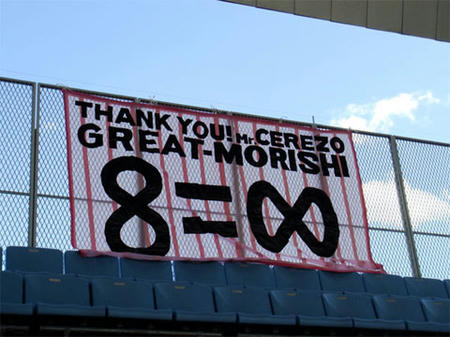 THANK YOU! Mr.CEREZO
GREAT-MORISHI
8=∞